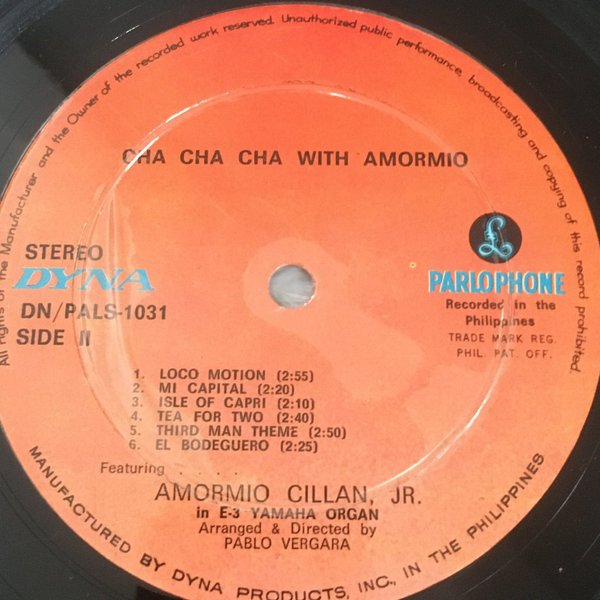 All rights of the Manufacturer and the Owner of the recorded work reserved. Unauthorized public performance, broadcasting and copying of this record prohibited
CHA CHA CHA WITH AMORMIO
STEREO
DYNA
DN/PALS-1031
SIDE II
£
PARLOPHONE
Recorded in the
Philippines
TRADE MARK REG.
PHIL. PAT. OFF.
1. LOCO MOTION (2:55)
2. MI CAPITAL (2:20)
3. ISLE OF CAPRI (2:10)
4. TEA FOR TWO (2:40)
5. THIRD MAN THEME (2:50)
6. EL BODEGUERO (2:25)
Featuring . . . . .
AMORMIO CILLAN, JR.
in E-3 YAMAHA ORGAN
Arranged & Directed by
PABLO VERGARA
MANUFACTURED BY DYNA PRODUCTS, INC., IN THE PHILIPPINES